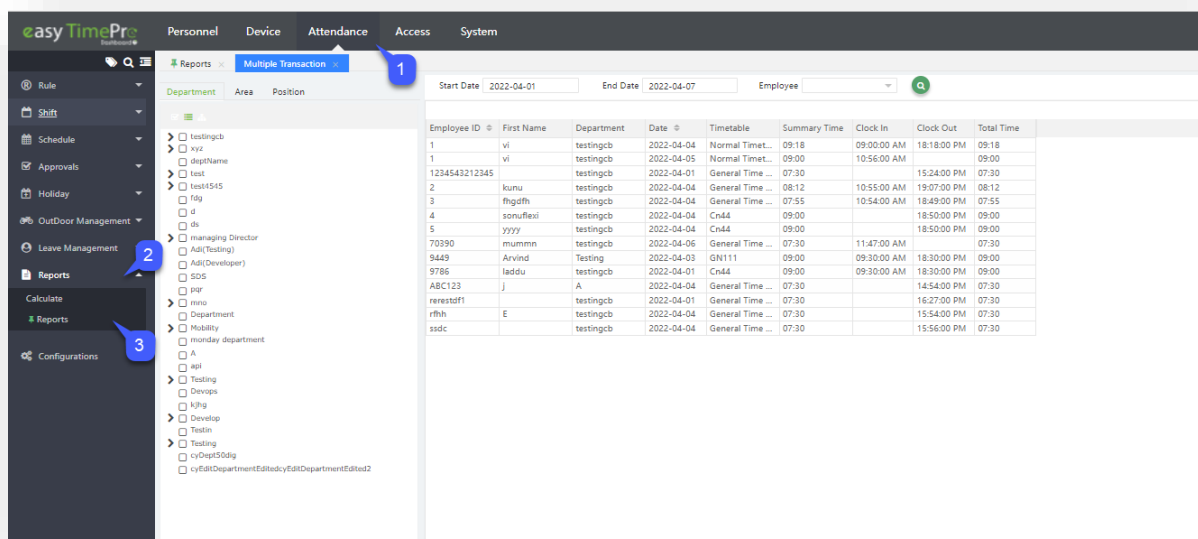 easy TimePro
Dashboard
Personnel Device Attendance Access System
1
Reports × Multiple Transaction ×
Rule
Shift
Schedule
Approvals
Holiday
OutDoor Management
Leave Management
2
Reports
Calculate
Reports
3
Configurations
Department Area Position
testingcb
xyz
deptName
test
test4545
fdg
d
ds
managing Director
Adi(Testing)
Adi(Developer)
SDS
pqr
mno
Department
Mobility
monday department
A
api
Testing
Devops
kjhg
Develop
Testin
Testing
cyDept50dig
cyEditDepartmentEditedcyEditDepartmentEdited2
Start Date 2022-04-01 End Date 2022-04-07 Employee
Employee ID First Name Department Date Timetable Summary Time Clock In Clock Out Total Time
1 vi testingcb 2022-04-04 Normal Timet... 09:18 09:00:00 AM 18:18:00 PM 09:18
1 vi testingcb 2022-04-05 Normal Timet... 09:00 10:56:00 AM 09:00
1234543212345 testingcb 2022-04-01 General Time ... 07:30 15:24:00 PM 07:30
2 kunu testingcb 2022-04-04 General Time ... 08:12 10:55:00 AM 19:07:00 PM 08:12
3 fhgdfh testingcb 2022-04-04 General Time ... 07:55 10:54:00 AM 18:49:00 PM 07:55
4 sonuflexi testingcb 2022-04-04 Cn44 09:00 18:50:00 PM 09:00
5 yyyy testingcb 2022-04-04 Cn44 09:00 18:50:00 PM 09:00
70390 mummn testingcb 2022-04-06 General Time ... 07:30 11:47:00 AM 07:30
9449 Arvind Testing 2022-04-03 GN111 09:00 09:30:00 AM 18:30:00 PM 09:00
9786 laddu testingcb 2022-04-01 Cn44 09:00 09:30:00 AM 18:30:00 PM 09:00
ABC123 j A 2022-04-04 General Time ... 07:30 14:54:00 PM 07:30
rerestdf1 testingcb 2022-04-01 General Time ... 07:30 16:27:00 PM 07:30
rfhh E testingcb 2022-04-04 General Time ... 07:30 15:54:00 PM 07:30
ssdc testingcb 2022-04-04 General Time ... 07:30 15:56:00 PM 07:30